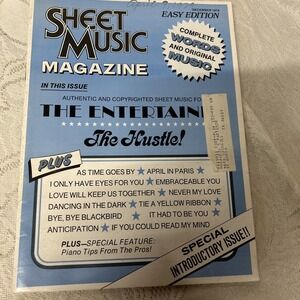 DECEMBER
EASY EDITION
SHEET
MUSIC
MAGAZINE
COMPLETE
WORDS
AND ORIGINAL
MUSIC
IN THIS ISSUE
AUTHENTIC AND COPYRIGHTED SHEET MUSIC FO
THE ENTERTAIN
The Hustle!
PLUS
AS TIME GOES BY ★ APRIL IN PARIS ★
I ONLY HAVE EYES FOR YOU ★ EMBRACEABLE YOU
LOVE WILL KEEP US TOGETHER ★ NEVER MY LOVE
DANCING IN THE DARK ★ TIE A YELLOW RIBBON ★
BYE, BYE BLACKBIRD ★ IT HAD TO BE YOU ★
ANTICIPATION ★ IF YOU COULD READ MY MIND
PLUS—SPECIAL FEATURE:
Piano Tips From The Pros!
SPECIAL
INTRODUCTORY ISSUE!!